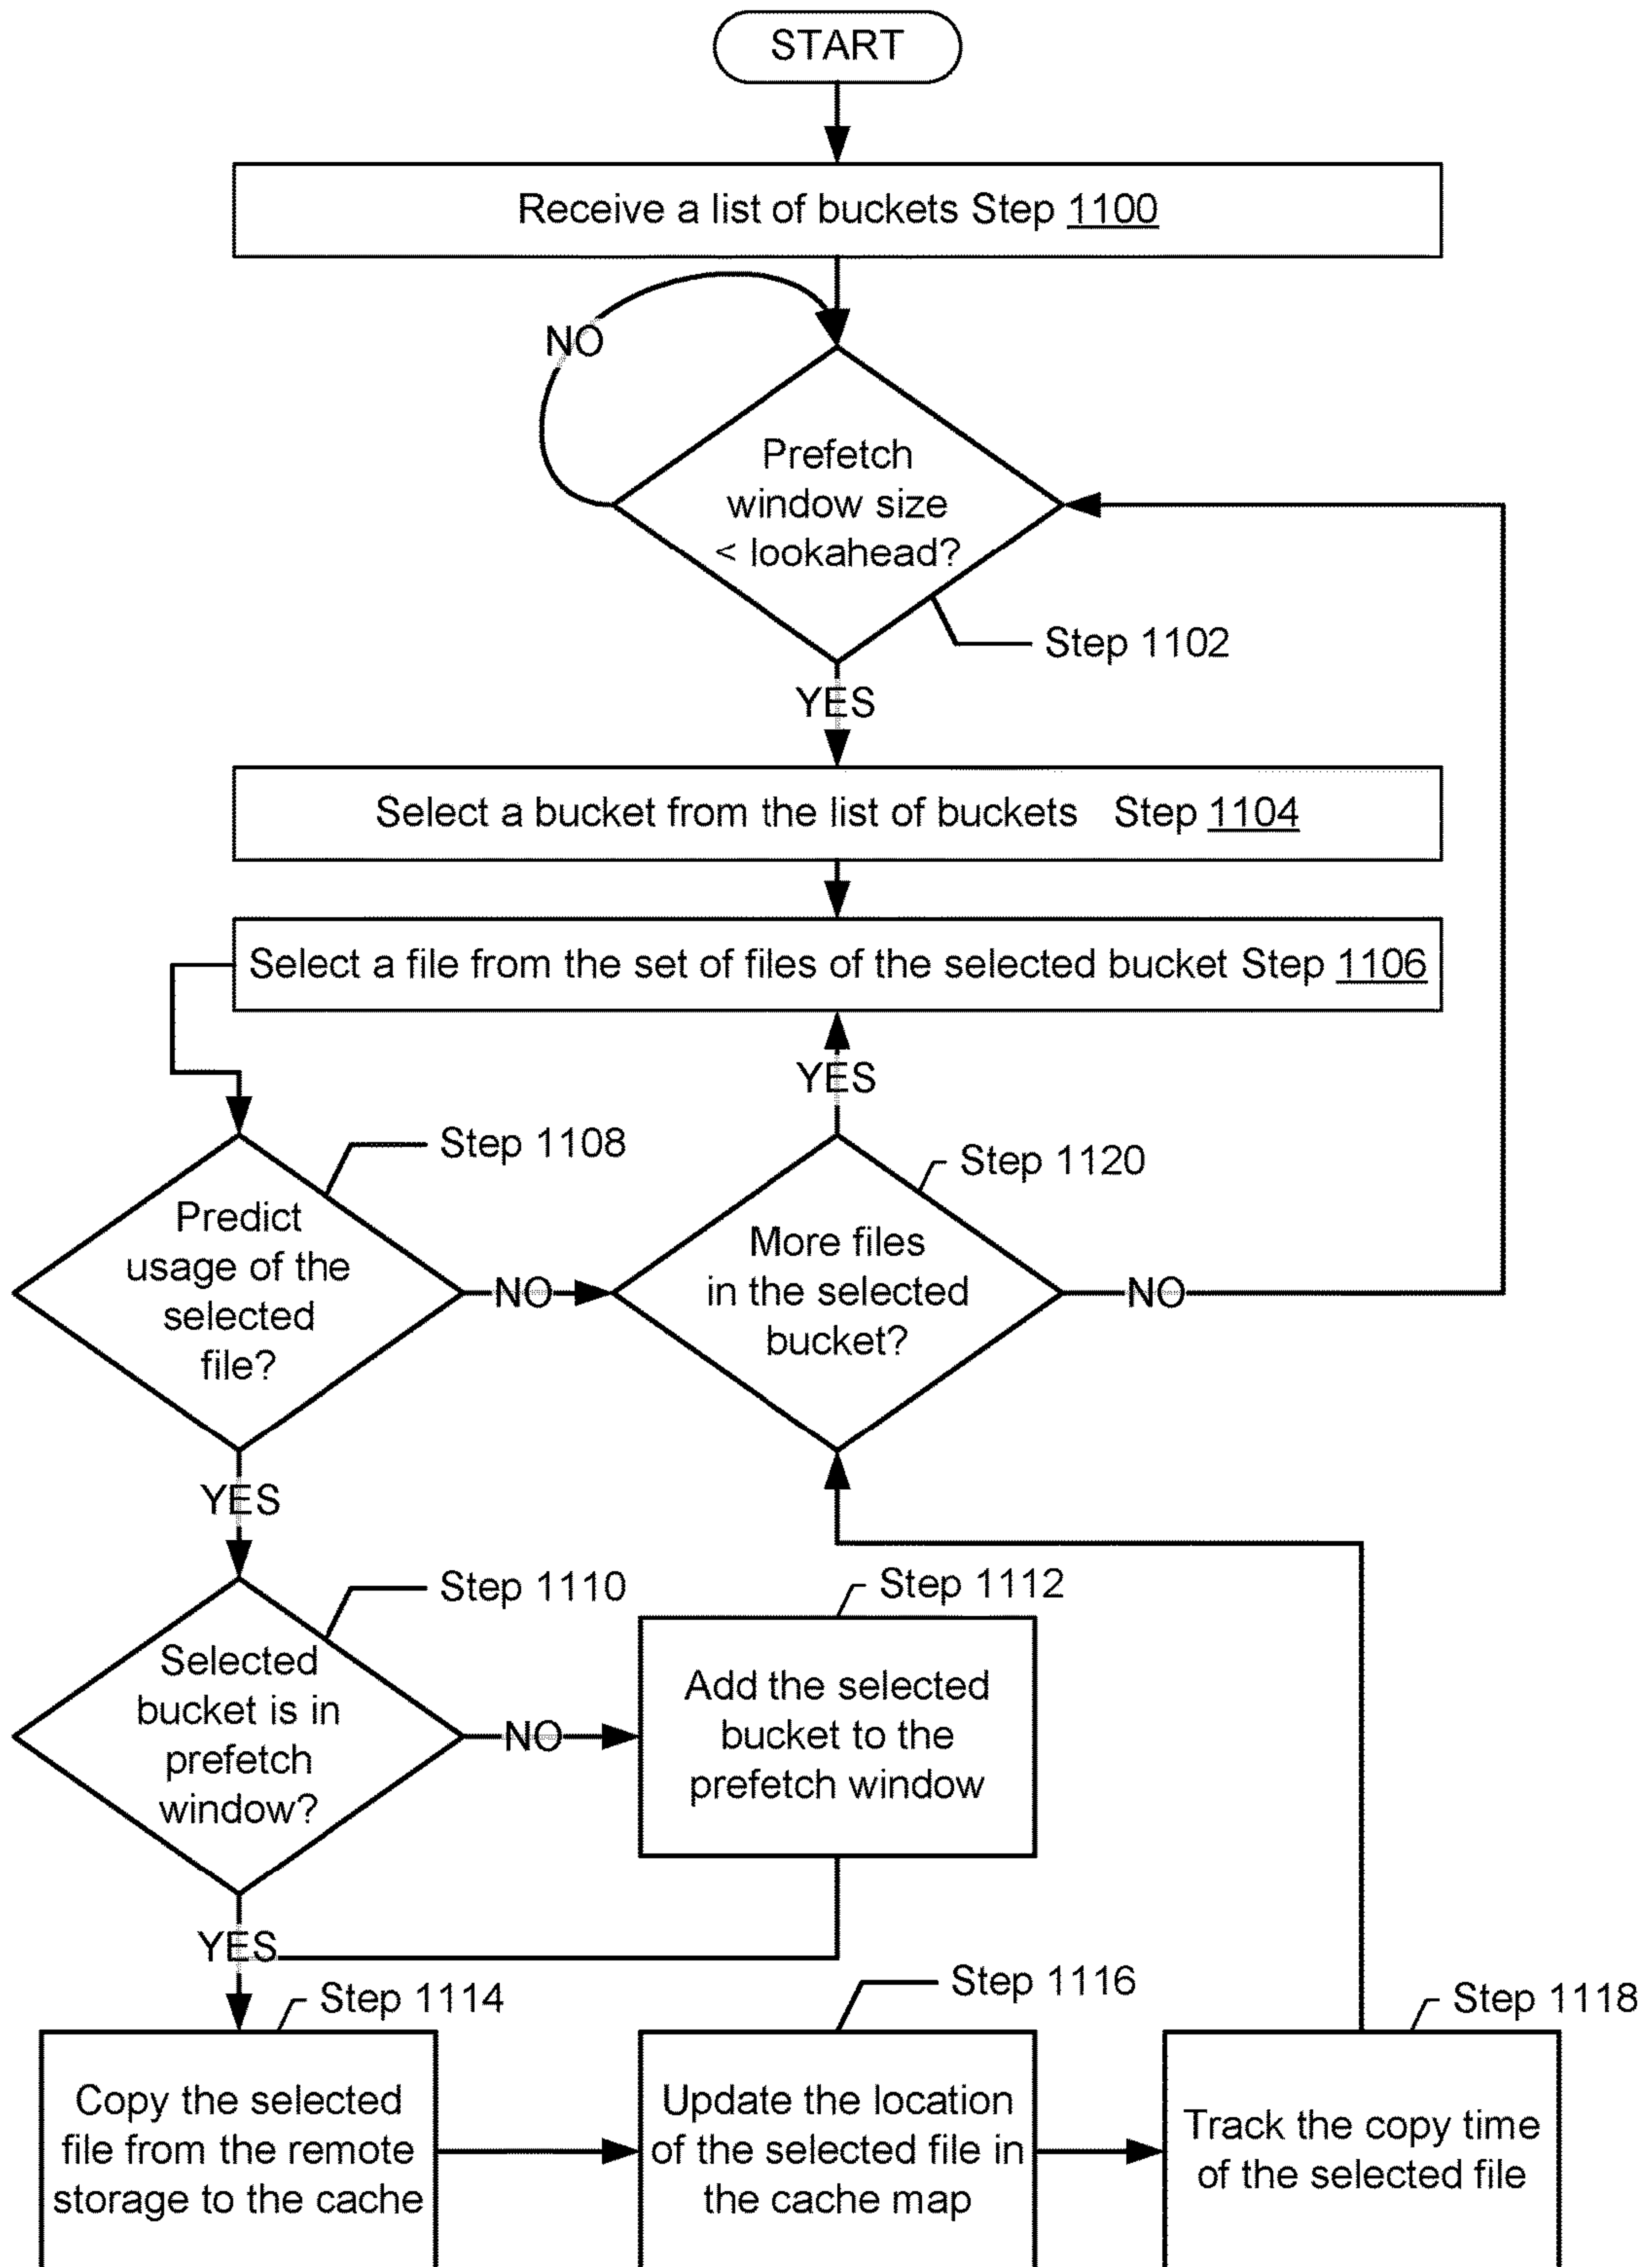 START
Receive a list of buckets Step 1100
NO
Prefetch
window size
< lookahead?
Step 1102
YES
Select a bucket from the list of buckets Step 1104
Select a file from the set of files of the selected bucket Step 1106
YES
Step 1108
Step 1120
Predict
usage of the
selected
file?
NO
More files
in the selected
bucket?
NO
YES
Step 1110
Step 1112
Selected
bucket is in
prefetch
window?
NO
Add the selected
bucket to the
prefetch window
YES
Step 1114
Step 1116
Step 1118
Copy the selected
file from the remote
storage to the cache
Update the location
of the selected file in
the cache map
Track the copy time
of the selected file